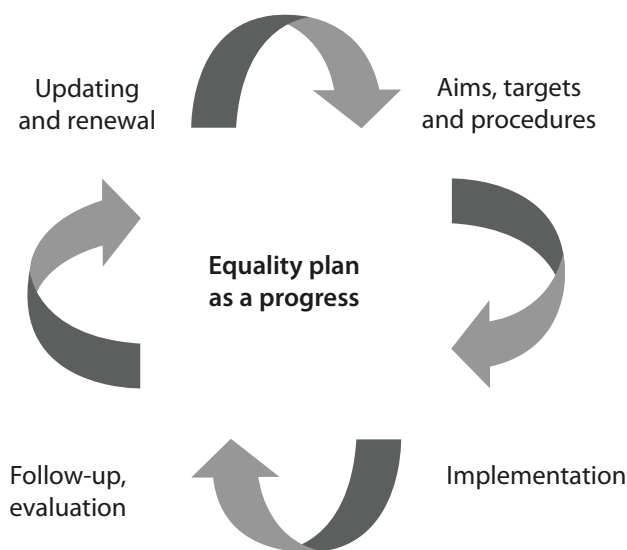 Updating
and renewal
Aims, targets
and procedures
Equality plan
as a progress
Follow-up,
evaluation
Implementation